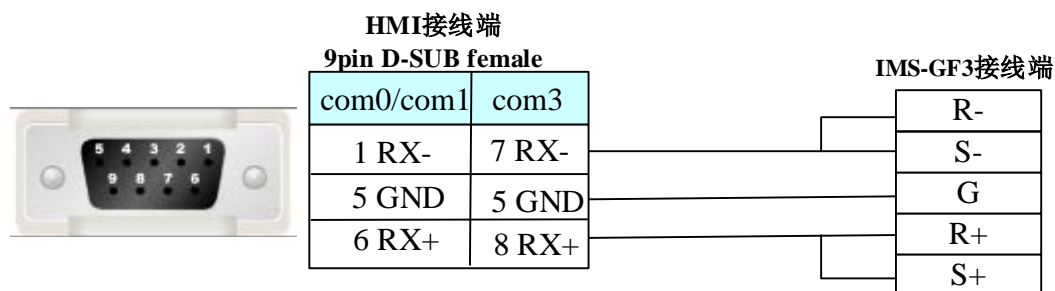 HMI接线端
9pin D-SUB female
IMS-GF3接线端
com0/com1 com3
1 RX- 7 RX-
5 GND 5 GND
6 RX+ 8 RX+
R-
S-
G
R+
S+
5 4 3 2 1
9 8 7 6